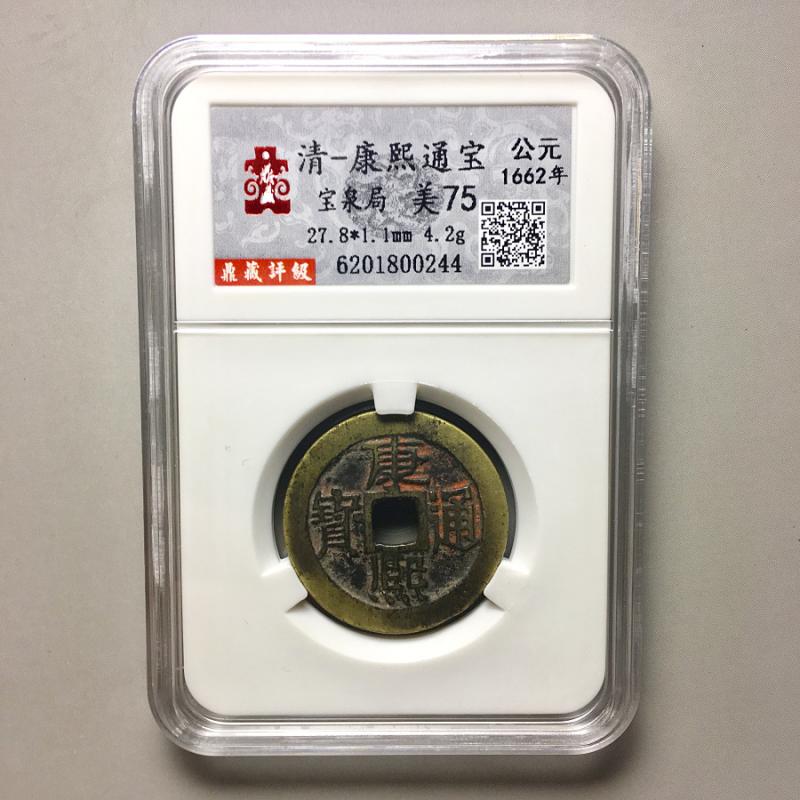 清-康熙通宝
公元
1662年
宝泉局 美75
27.8*1.1mm 4.2g
鼎藏評級
6201800244
康熙通寶